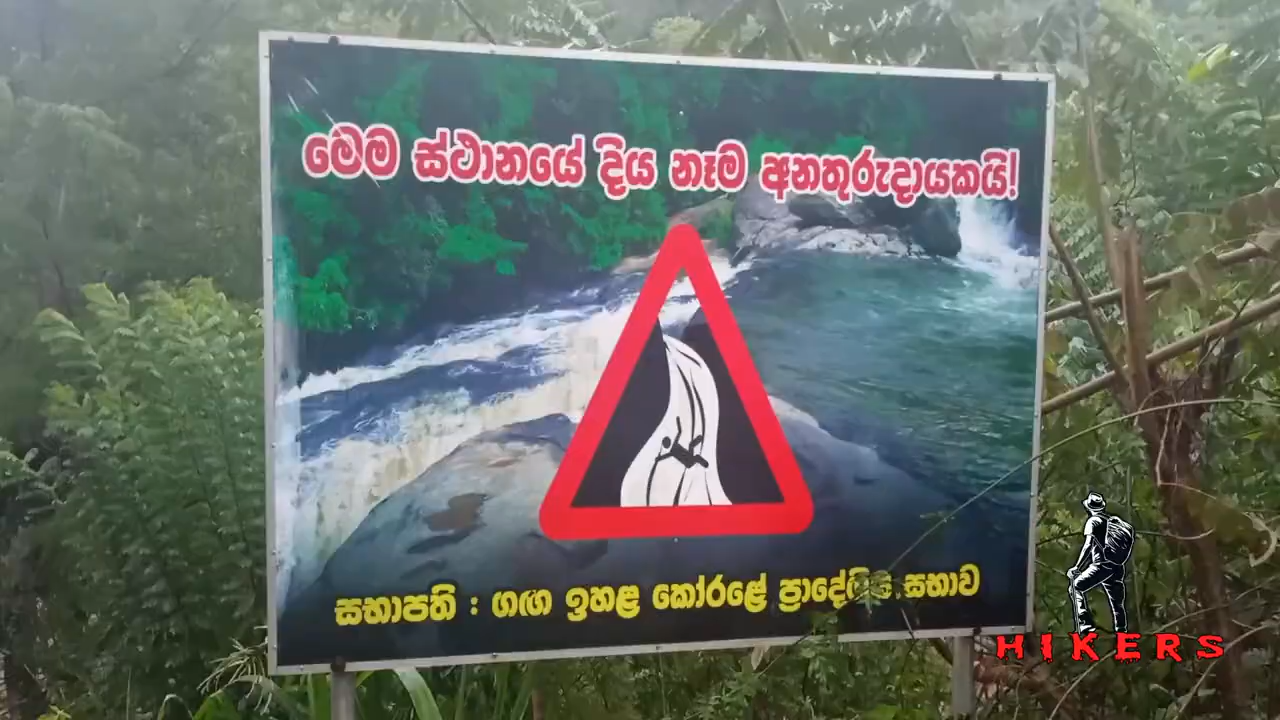 මෙම ස්ථානයේ දිය නෑම අනතුරුදායකයි!
සභාපති : ගඟ ඉහළ කෝරළේ ප්‍රාදේශීය සභාව
HIKERS